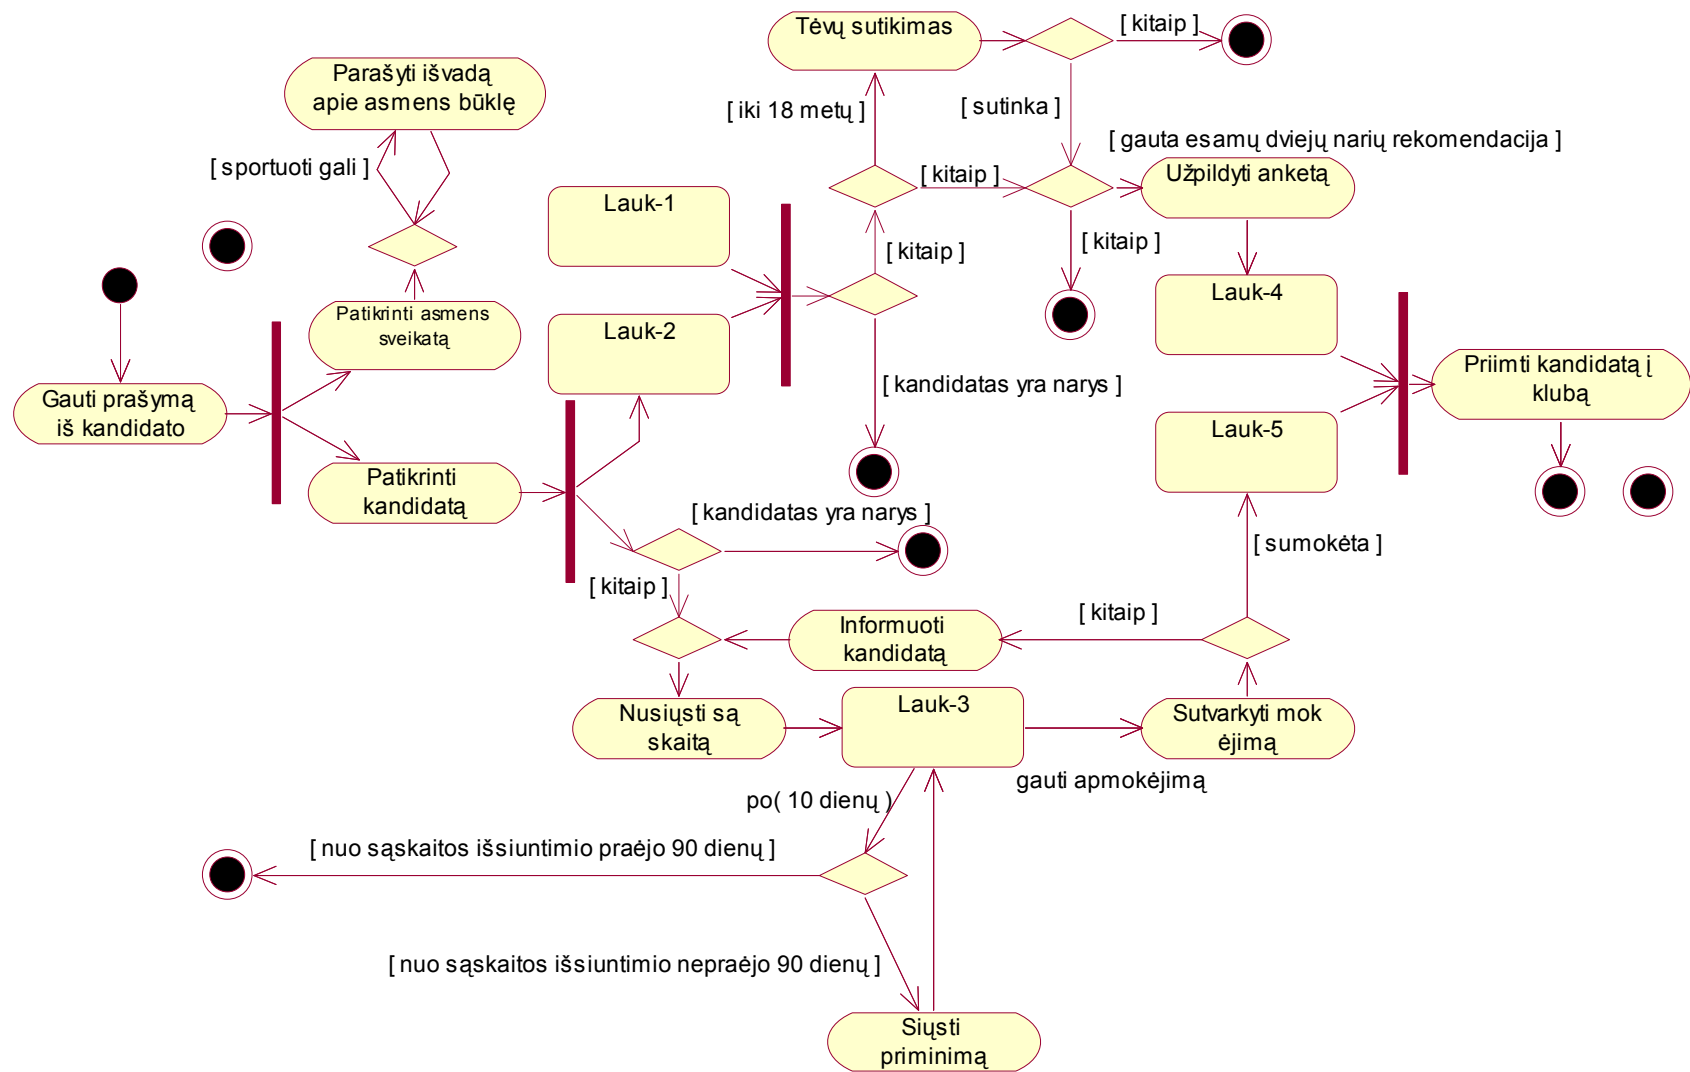 Tėvų sutikimas
[ kitaip ]
Parašyti išvadą
apie asmens būklę
[ iki 18 metų ]
[ sutinka ]
[ gauta esamų dviejų narių rekomendacija ]
[ sportuoti gali ]
[ kitaip ]
Užpildyti anketą
Lauk-1
[ kitaip ]
[ kitaip ]
Lauk-4
Patikrinti asmens
sveikatą
Lauk-2
Priimti kandidatą į
klubą
[ kandidatas yra narys ]
Gauti prašymą
iš kandidato
Lauk-5
Patikrinti
kandidatą
[ kandidatas yra narys ]
[ sumokėta ]
[ kitaip ]
Informuoti
kandidatą
[ kitaip ]
Nusiųsti są
skaitą
Lauk-3
Sutvarkyti mok
ėjimą
gauti apmokėjimą
po( 10 dienų )
[ nuo sąskaitos išsiuntimio praėjo 90 dienų ]
[ nuo sąskaitos išsiuntimio nepraėjo 90 dienų ]
Siųsti
priminimą